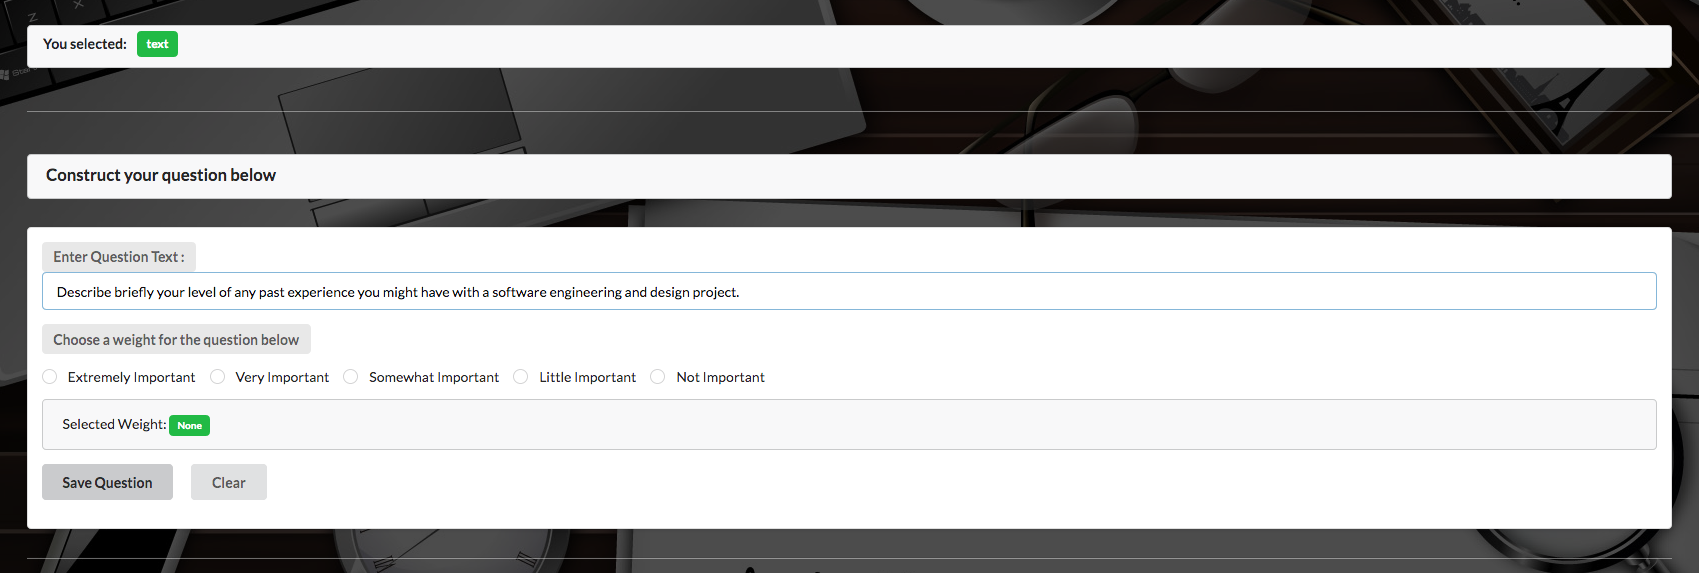 Z X
Star
You selected: text
Construct your question below
Enter Question Text :
Describe briefly your level of any past experience you might have with a software engineering and design project.
Choose a weight for the question below
Extremely Important Very Important Somewhat Important Little Important Not Important
Selected Weight: None
Save Question Clear